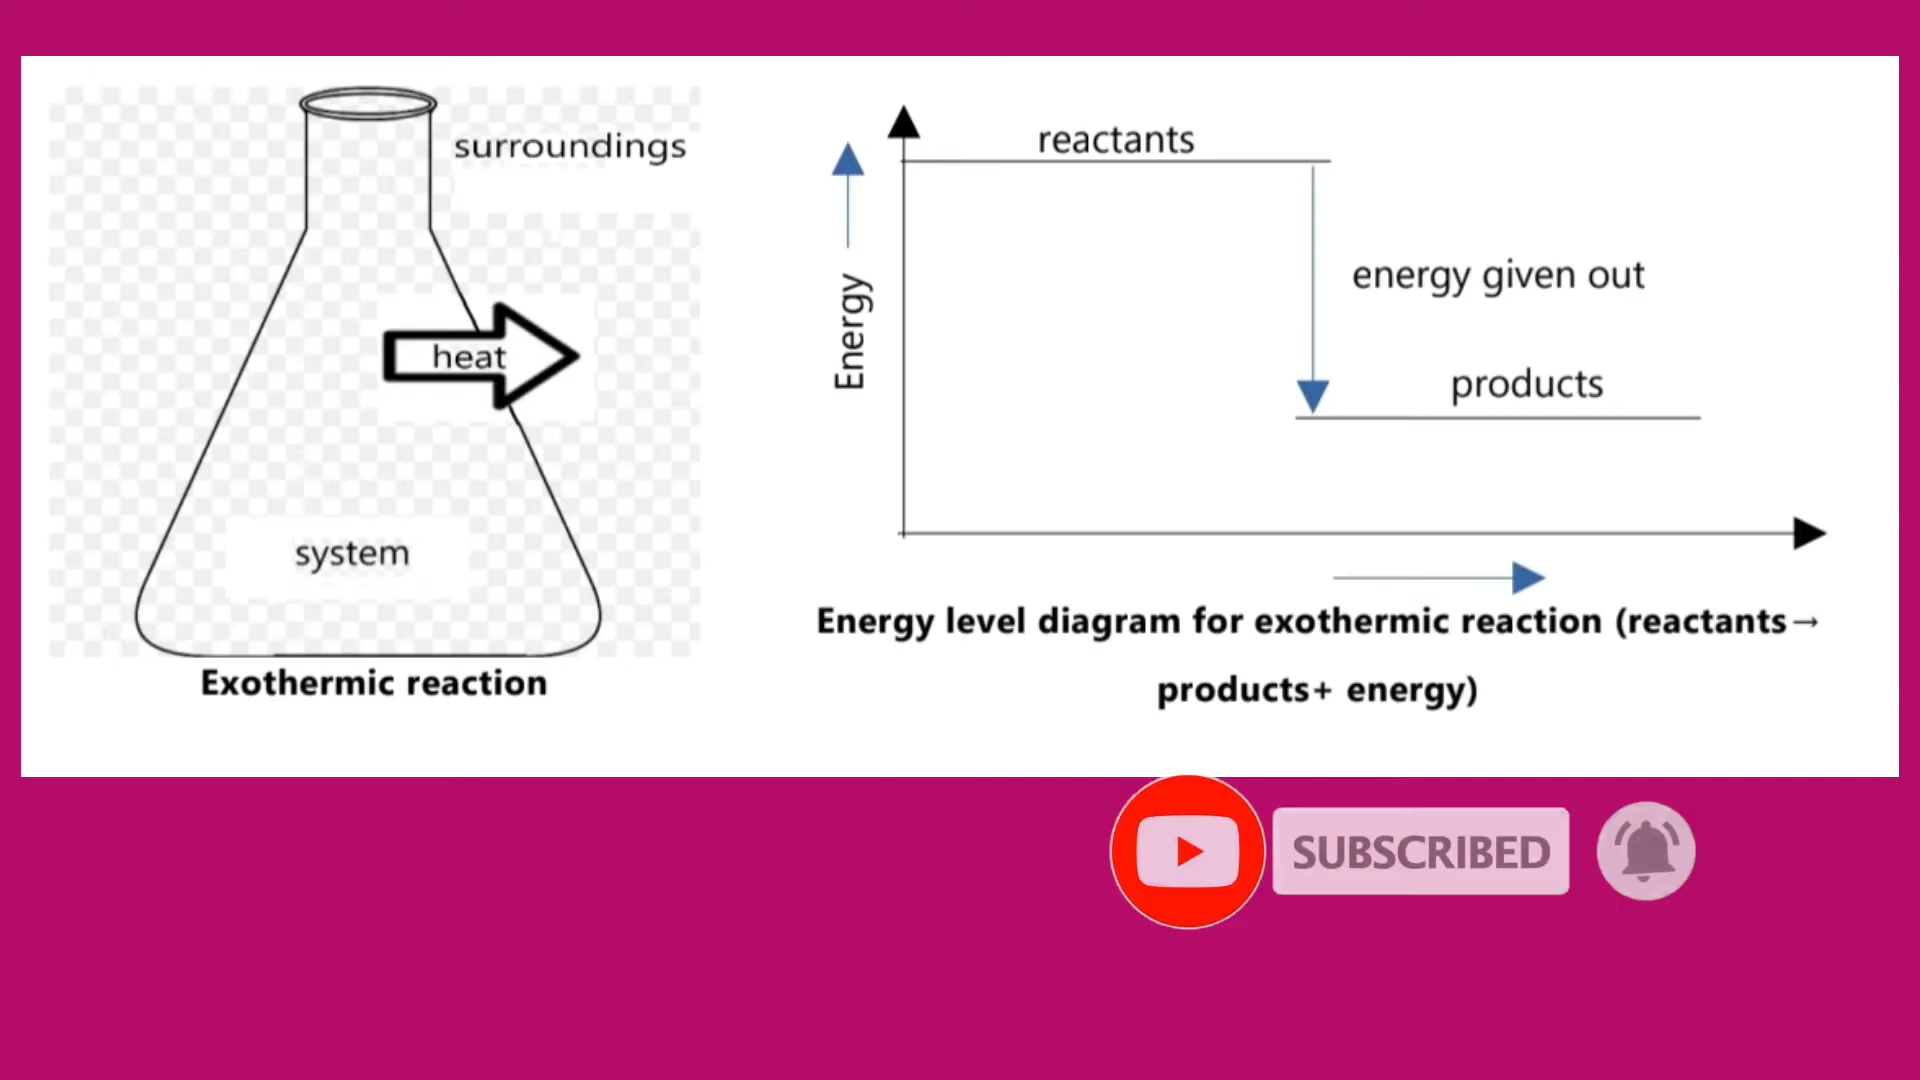 surroundings
heat
system
Exothermic reaction
reactants
energy given out
Energy
products
Energy level diagram for exothermic reaction (reactants→
products+ energy)
SUBSCRIBED